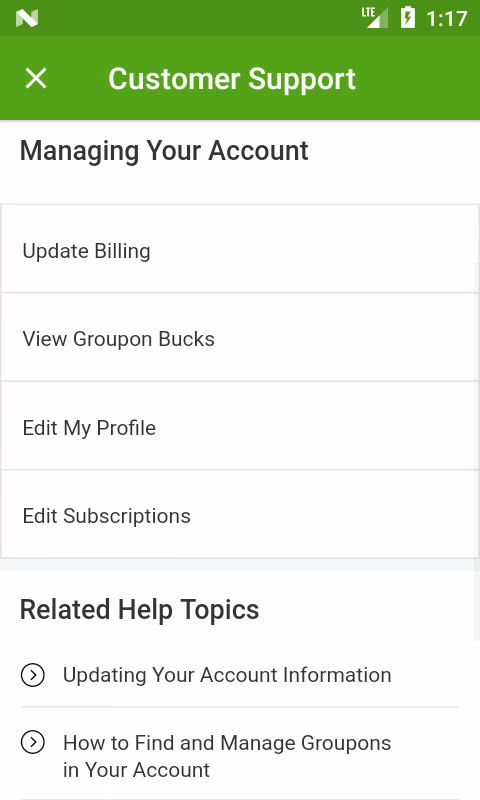 LTE 1:17
Customer Support
Managing Your Account
Update Billing
View Groupon Bucks
Edit My Profile
Edit Subscriptions
Related Help Topics
Updating Your Account Information
How to Find and Manage Groupons
in Your Account